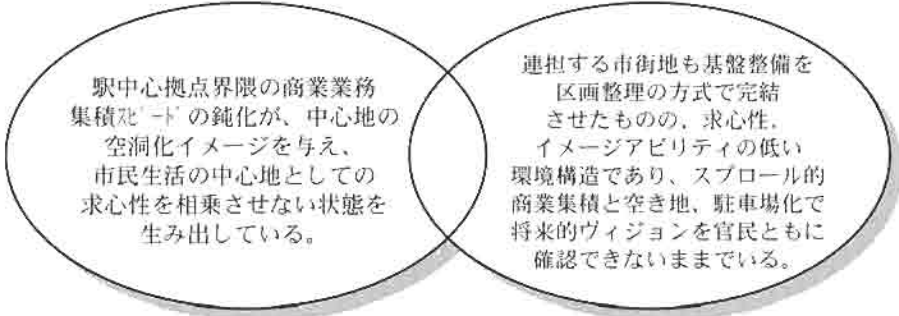 駅中心拠点界隈の商業業務
集積ｽﾋﾟｰﾄﾞの鈍化が、中心地の
空洞化イメージを与え、
市民生活の中心地としての
求心性を相乗させない状態を
生み出している。
連担する市街地も基盤整備を
区画整理の方式で完結
させたものの、求心性、
イメージアビリティの低い
環境構造であり、スプロール的
商業集積と空き地、駐車場化で
将来的ヴィジョンを官民ともに
確認できないままでいる。